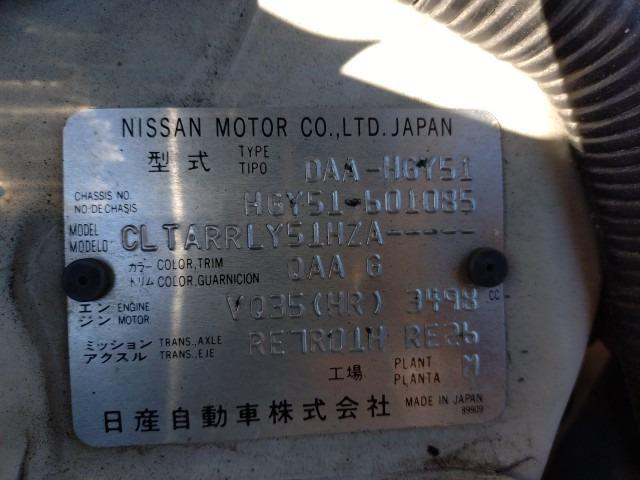 NISSAN MOTOR CO.,LTD. JAPAN
型式 TYPE TIPO DAA-HGY51
CHASSIS NO. NO.DE CHASIS HGY51-601085
MODEL MODELO CLTARRLY51HZA-----
カラー COLOR,TRIM トリム COLOR,GUARNICION QAA G
エンジン ENGINE MOTOR VQ35(HR) 3498 CC
ミッション TRANS.,AXLE アクスル TRANS.,EJE RE7R01H RE26
工場 PLANT PLANTA M
日産自動車株式会社 MADE IN JAPAN
89909